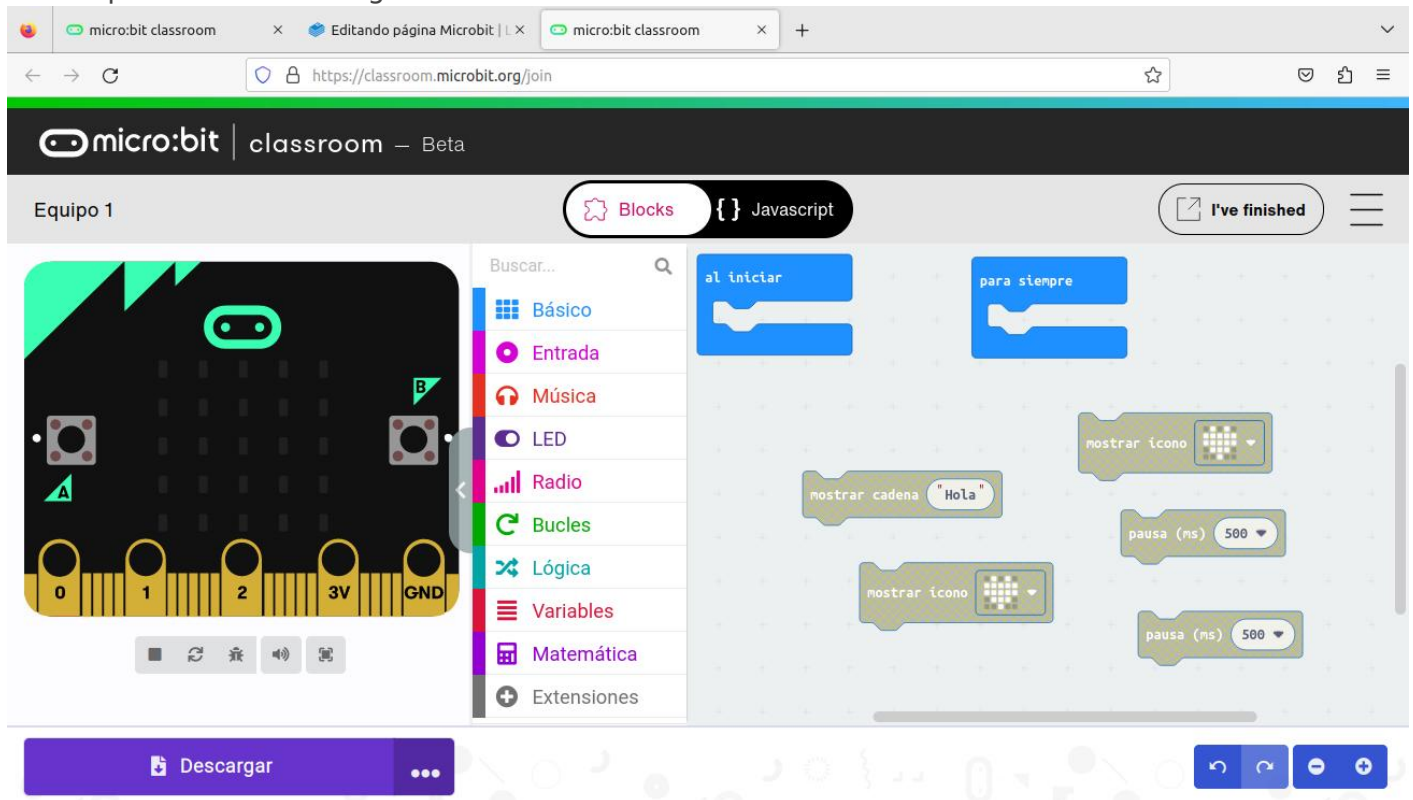 micro:bit classroom
Editando página Microbit | L
micro:bit classroom
https://classroom.microbit.org/join
micro:bit | classroom – Beta
Equipo 1
Blocks
{ } Javascript
I've finished
Buscar...
Básico
Entrada
Música
LED
Radio
Bucles
Lógica
Variables
Matemática
Extensiones
B
A
0 1 2 3V GND
al iniciar
para siempre
mostrar ícono
mostrar cadena "Hola"
pausa (ms) 500
mostrar ícono
pausa (ms) 500
Descargar